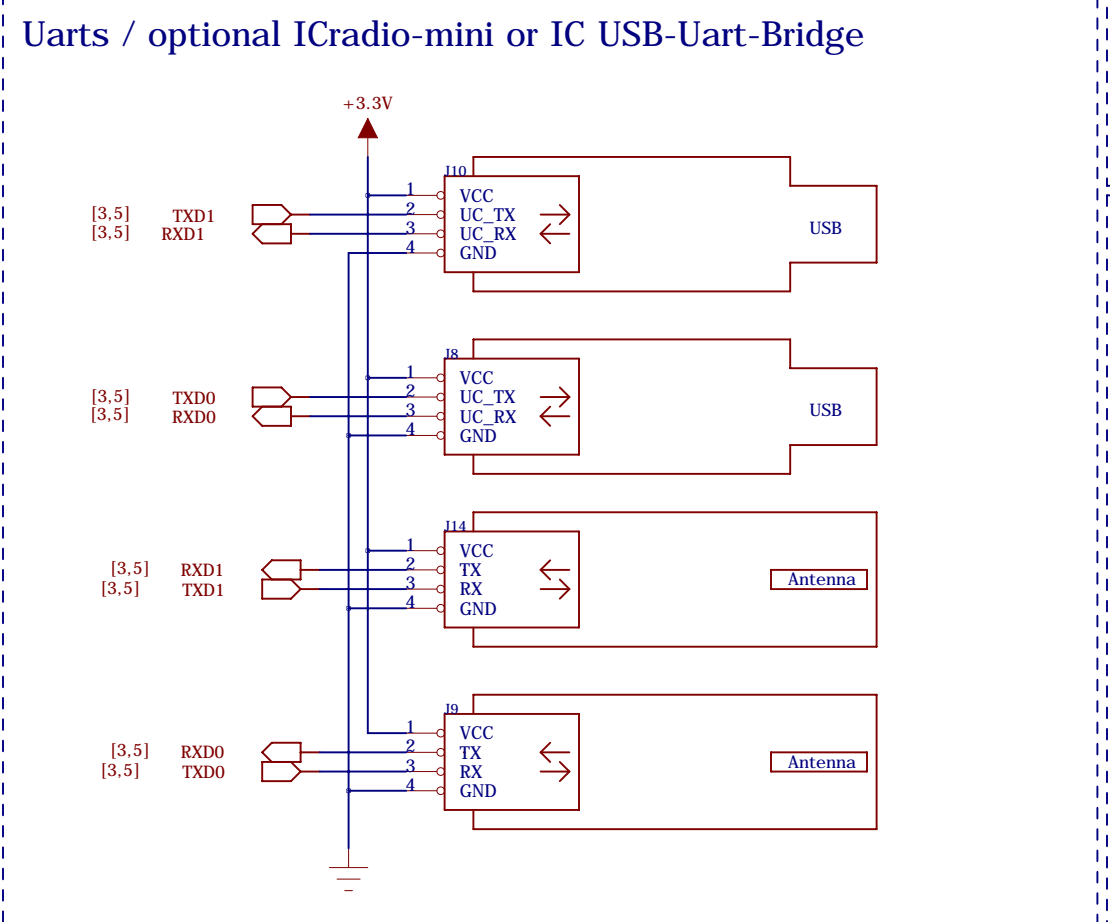 Uarts / optional ICradio-mini or IC USB-Uart-Bridge
+3.3V
J10
1 VCC
[3,5] TXD1 2 UC_TX
[3,5] RXD1 3 UC_RX
4 GND
USB
J8
1 VCC
[3,5] TXD0 2 UC_TX
[3,5] RXD0 3 UC_RX
4 GND
USB
J14
1 VCC
[3,5] RXD1 2 TX
[3,5] TXD1 3 RX
4 GND
Antenna
J9
1 VCC
[3,5] RXD0 2 TX
[3,5] TXD0 3 RX
4 GND
Antenna